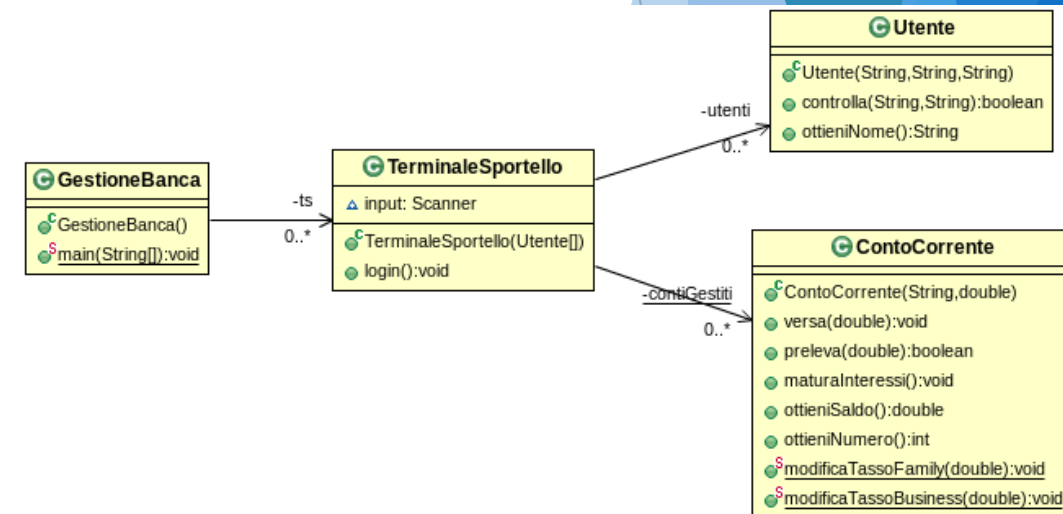 GestioneBanca
GestioneBanca()
main(String[]):void
-ts
0..*
TerminaleSportello
input: Scanner
TerminaleSportello(Utente[])
login():void
-utenti
0..*
Utente
Utente(String,String,String)
controlla(String,String):boolean
ottieniNome():String
-contiGestiti
0..*
ContoCorrente
ContoCorrente(String,double)
versa(double):void
preleva(double):boolean
maturaInteressi():void
ottieniSaldo():double
ottieniNumero():int
modificaTassoFamily(double):void
modificaTassoBusiness(double):void